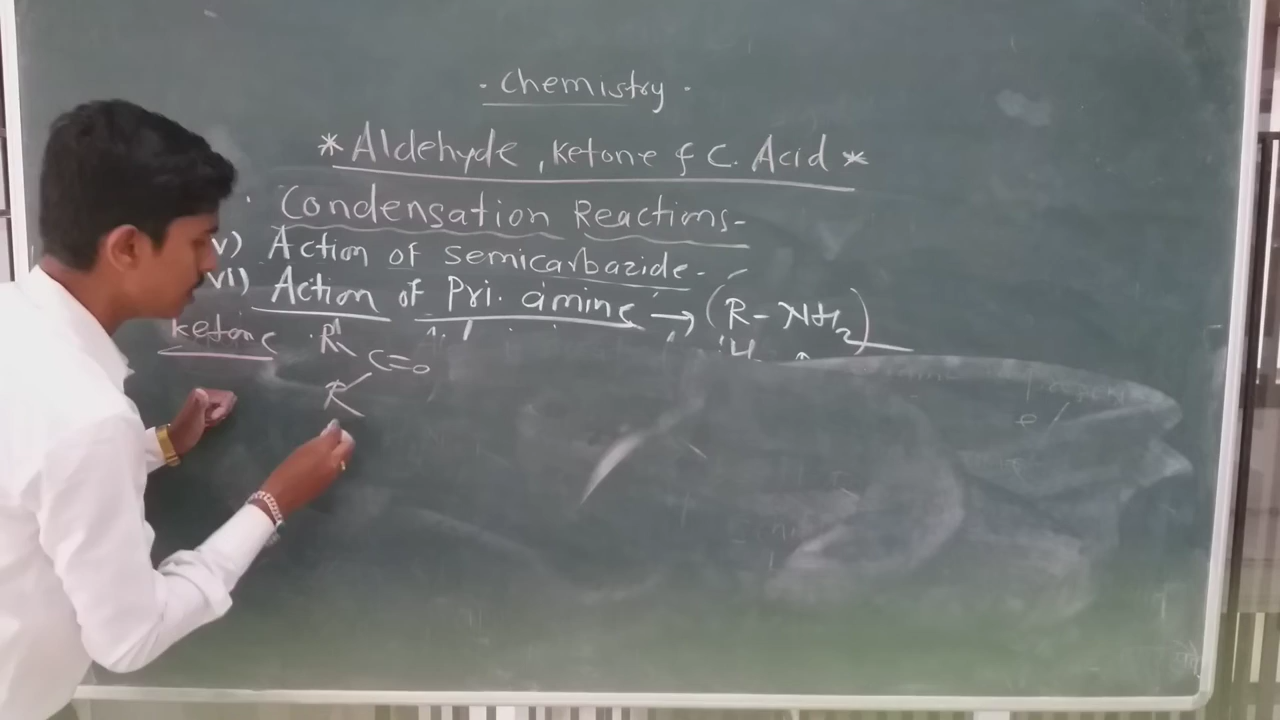 . Chemistry .
* Aldehyde, Ketone & C. Acid *
Condensation Reactions-
v) Action of semicarbazide.
vi) Action of Pri. amine → (R-NH2)
ketone R
C=O
R